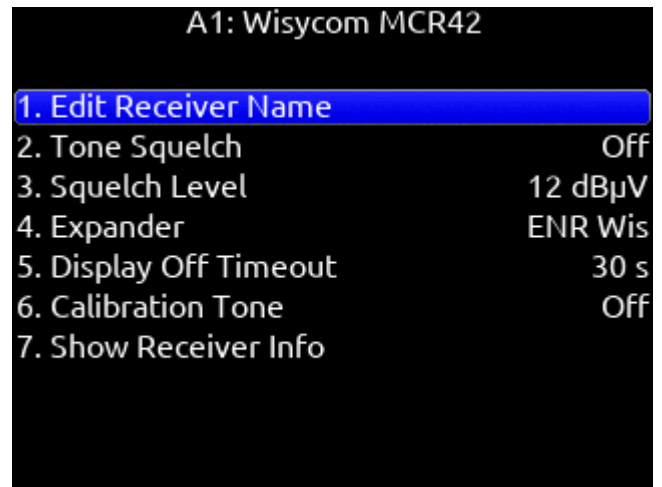 A1: Wisycom MCR42
1. Edit Receiver Name
2. Tone Squelch Off
3. Squelch Level 12 dBµV
4. Expander ENR Wis
5. Display Off Timeout 30 s
6. Calibration Tone Off
7. Show Receiver Info